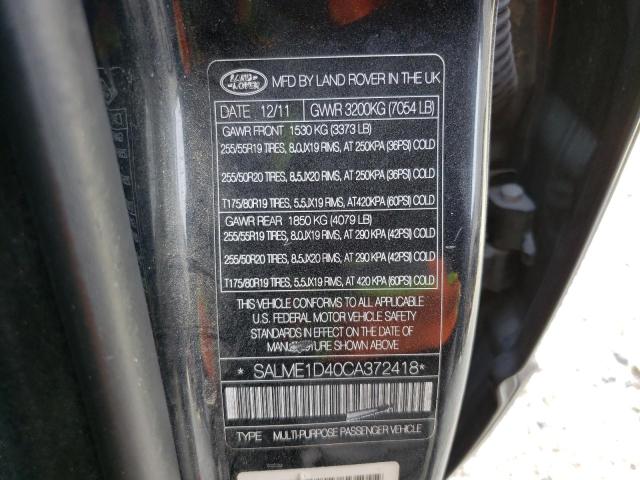 LAND ROVER MFD BY LAND ROVER IN THE UK
DATE 12/11 GVWR 3200KG (7054 LB)
GAWR FRONT 1530 KG (3373 LB)
255/55R19 TIRES, 8.0JX19 RIMS, AT 250KPA (36PSI) COLD
255/50R20 TIRES, 8.5JX20 RIMS, AT 250KPA (36PSI) COLD
T175/80R19 TIRES, 5.5JX19 RIMS, AT420KPA (60PSI) COLD
GAWR REAR 1850 KG (4079 LB)
255/55R19 TIRES, 8.0JX19 RIMS, AT 290 KPA (42PSI) COLD
255/50R20 TIRES, 8.5JX20 RIMS, AT 290 KPA (42PSI) COLD
T175/80R19 TIRES, 5.5JX19 RIMS, AT 420 KPA (60PSI) COLD
THIS VEHICLE CONFORMS TO ALL APPLICABLE
U.S. FEDERAL MOTOR VEHICLE SAFETY
STANDARDS IN EFFECT ON THE DATE OF
MANUFACTURE SHOWN ABOVE.
* SALME1D40CA372418*
TYPE MULTI-PURPOSE PASSENGER VEHICLE